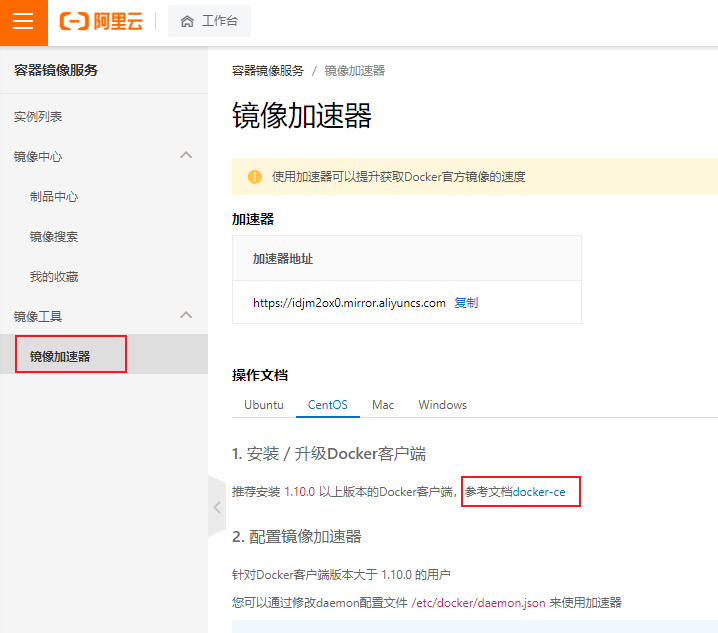 阿里云
工作台
容器镜像服务
实例列表
镜像中心
制品中心
镜像搜索
我的收藏
镜像工具
镜像加速器
容器镜像服务 / 镜像加速器
镜像加速器
使用加速器可以提升获取Docker官方镜像的速度
加速器
加速器地址
https://idjm2ox0.mirror.aliyuncs.com 复制
操作文档
Ubuntu CentOS Mac Windows
1. 安装 / 升级Docker客户端
推荐安装 1.10.0 以上版本的Docker客户端，参考文档docker-ce
2. 配置镜像加速器
针对Docker客户端版本大于 1.10.0 的用户
您可以通过修改daemon配置文件 /etc/docker/daemon.json 来使用加速器